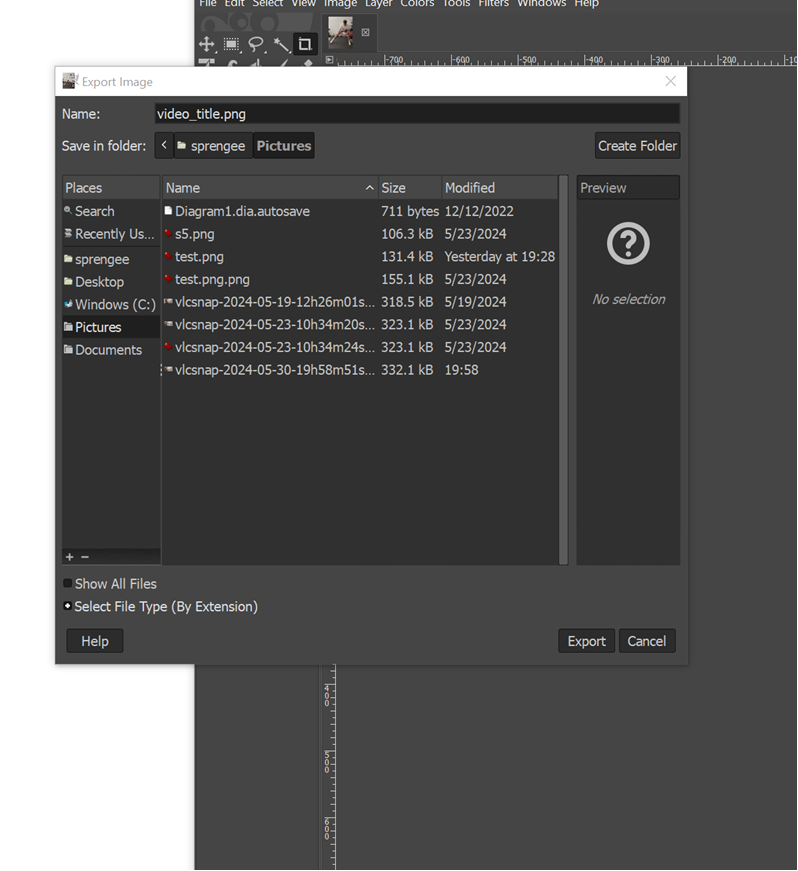 File Edit Select View Image Layer Colors Tools Filters Windows Help
-700 -600 -500 -400 -300 -200
Export Image
Name: video_title.png
Save in folder: sprengee Pictures Create Folder
Places Name Size Modified Preview
Search Diagram1.dia.autosave 711 bytes 12/12/2022
Recently Us... s5.png 106.3 kB 5/23/2024
sprengee test.png 131.4 kB Yesterday at 19:28
Desktop test.png.png 155.1 kB 5/23/2024
Windows (C:) vlcsnap-2024-05-19-12h26m01s... 318.5 kB 5/19/2024 No selection
Pictures vlcsnap-2024-05-23-10h34m20s... 323.1 kB 5/23/2024
Documents vlcsnap-2024-05-23-10h34m24s... 323.1 kB 5/23/2024
vlcsnap-2024-05-30-19h58m51s... 332.1 kB 19:58
Show All Files
Select File Type (By Extension)
Help Export Cancel
400
500
600